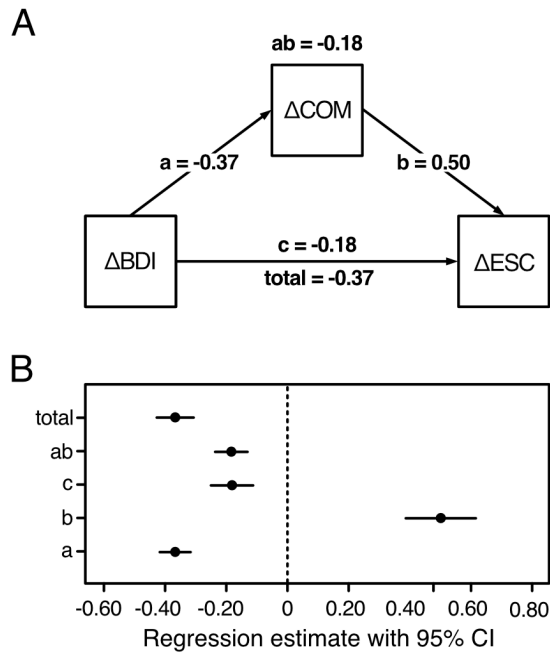 A
ab = -0.18
ΔCOM
a = -0.37
b = 0.50
ΔBDI
c = -0.18
total = -0.37
ΔESC
B
total
ab
c
b
a
-0.60 -0.40 -0.20 0 0.20 0.40 0.60 0.80
Regression estimate with 95% CI